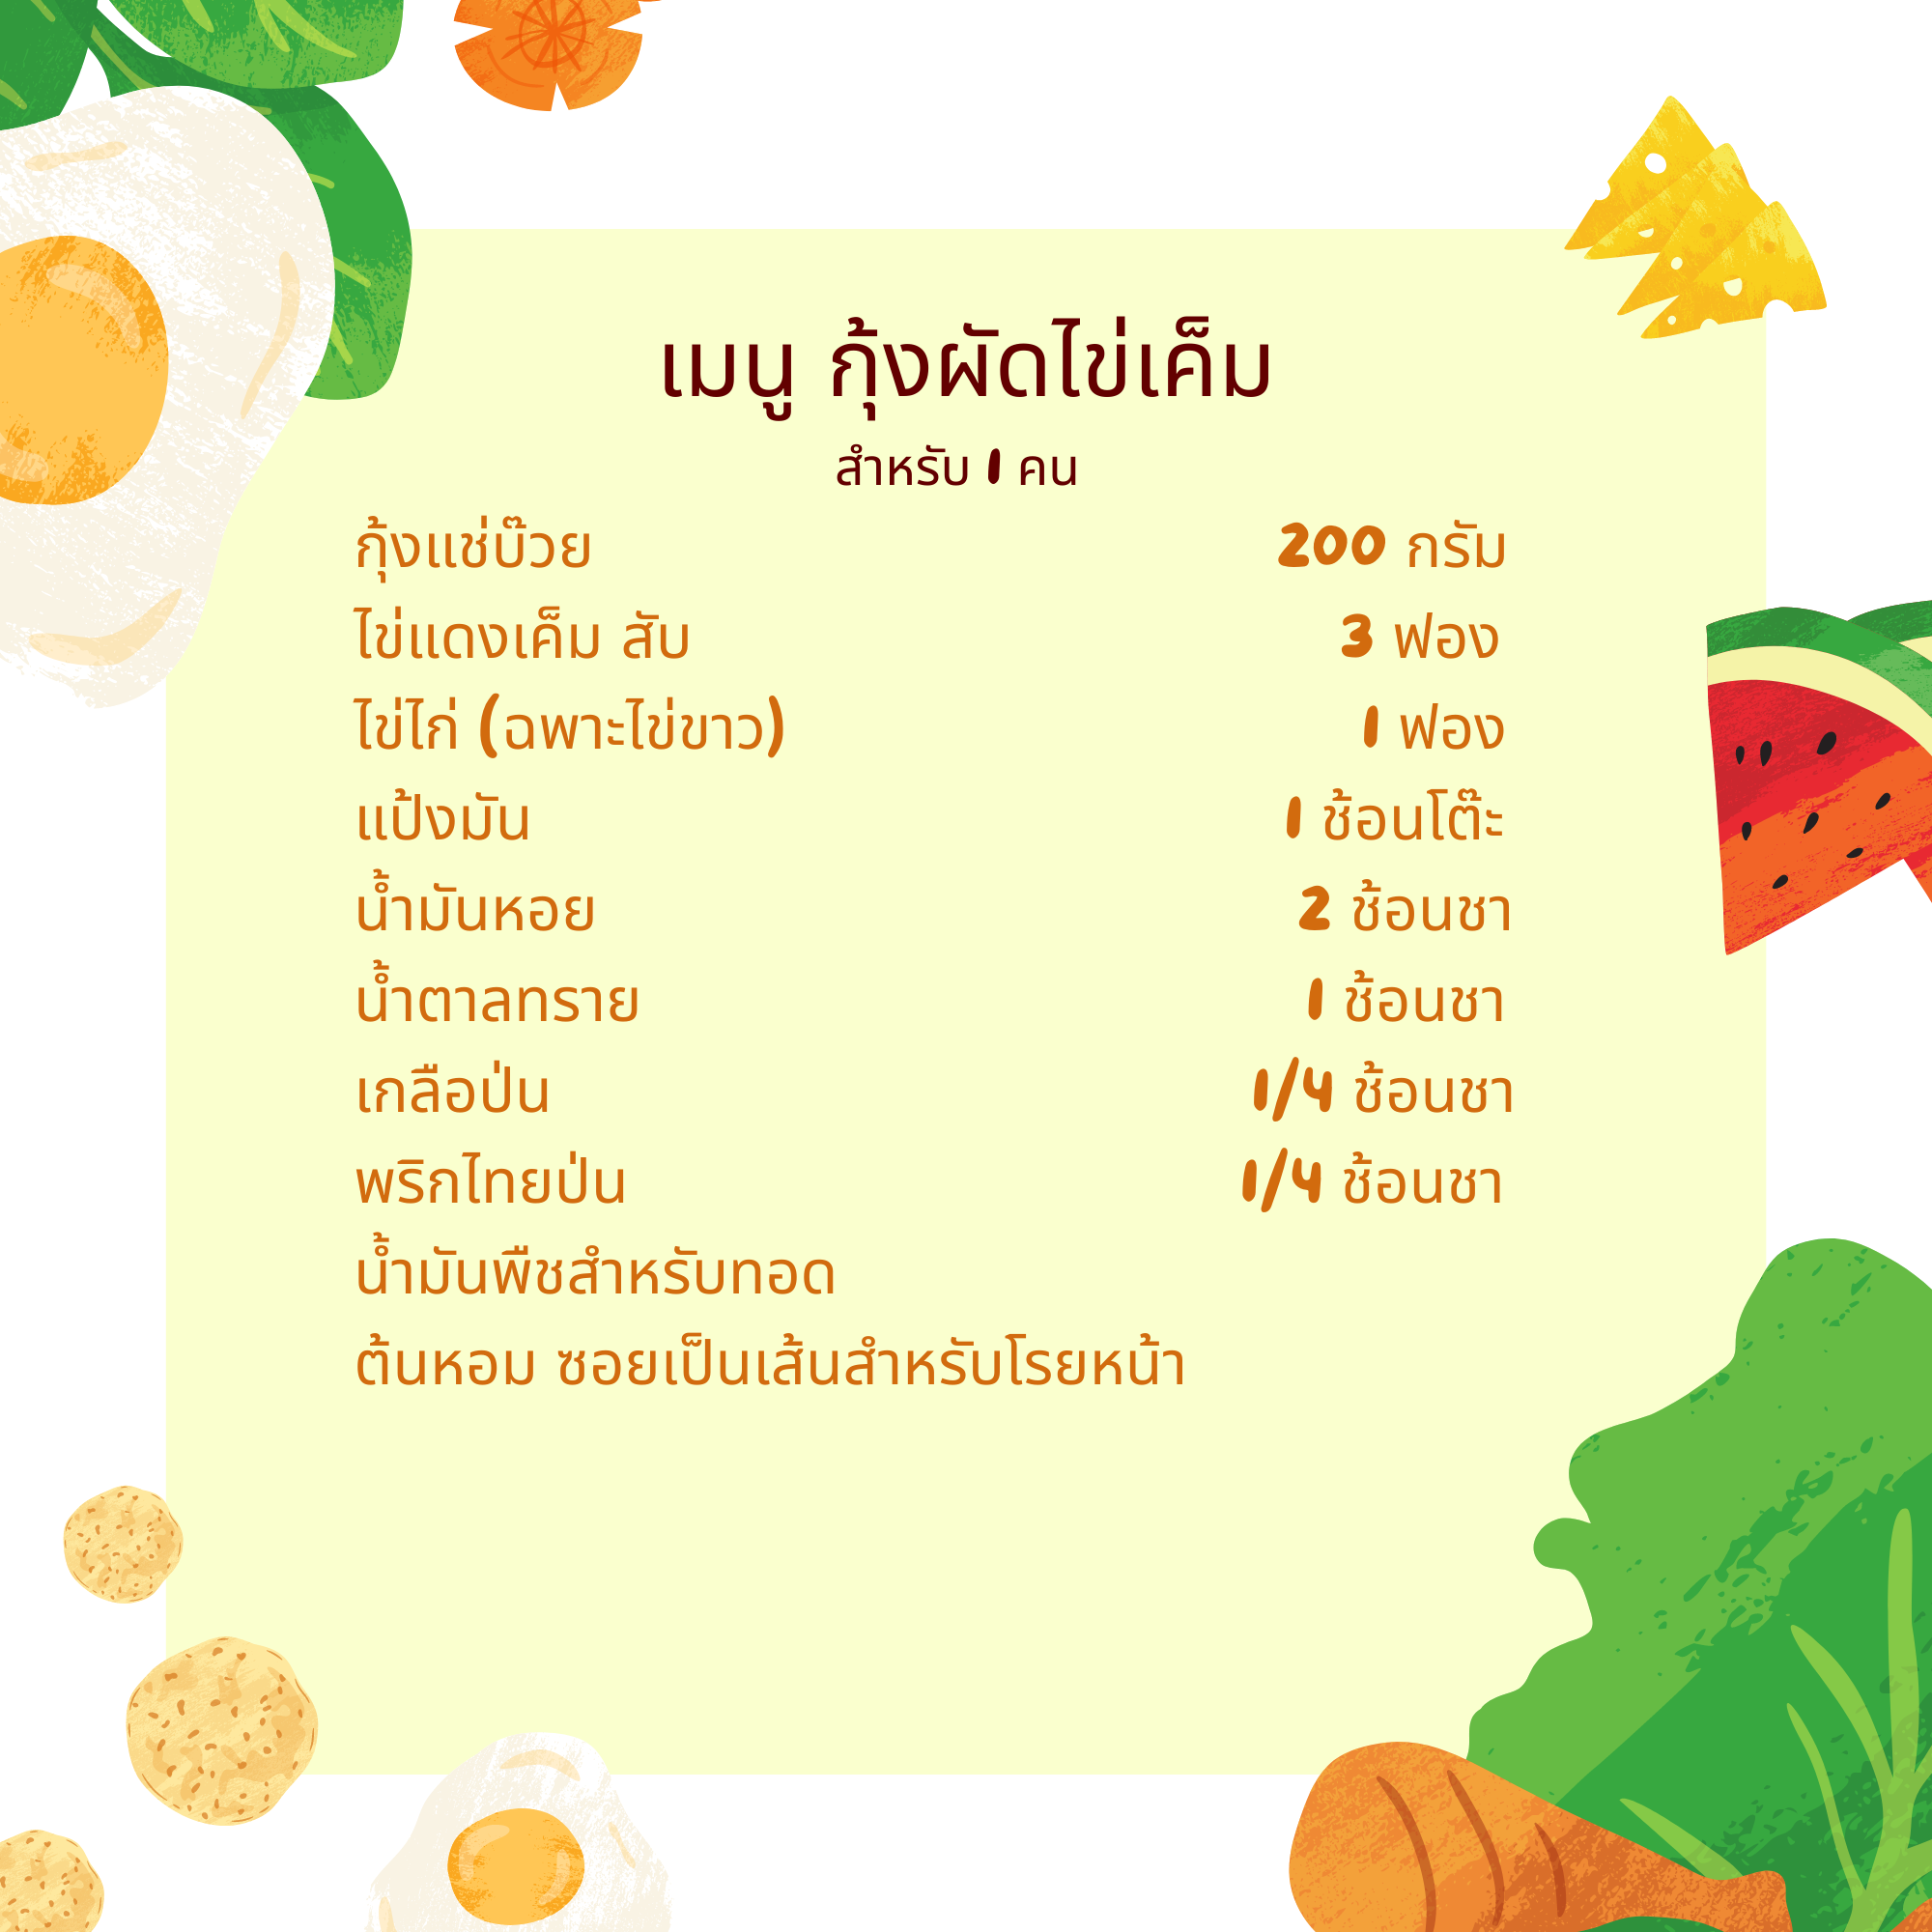 เมนู กุ้งผัดไข่เค็ม
สำหรับ 1 คน
กุ้งแช่บ๊วย 200 กรัม
ไข่แดงเค็ม สับ 3 ฟอง
ไข่ไก่ (ฉพาะไข่ขาว) 1 ฟอง
แป้งมัน 1 ช้อนโต๊ะ
น้ำมันหอย 2 ช้อนชา
น้ำตาลทราย 1 ช้อนชา
เกลือป่น 1/4 ช้อนชา
พริกไทยป่น 1/4 ช้อนชา
น้ำมันพืชสำหรับทอด
ต้นหอม ซอยเป็นเส้นสำหรับโรยหน้า